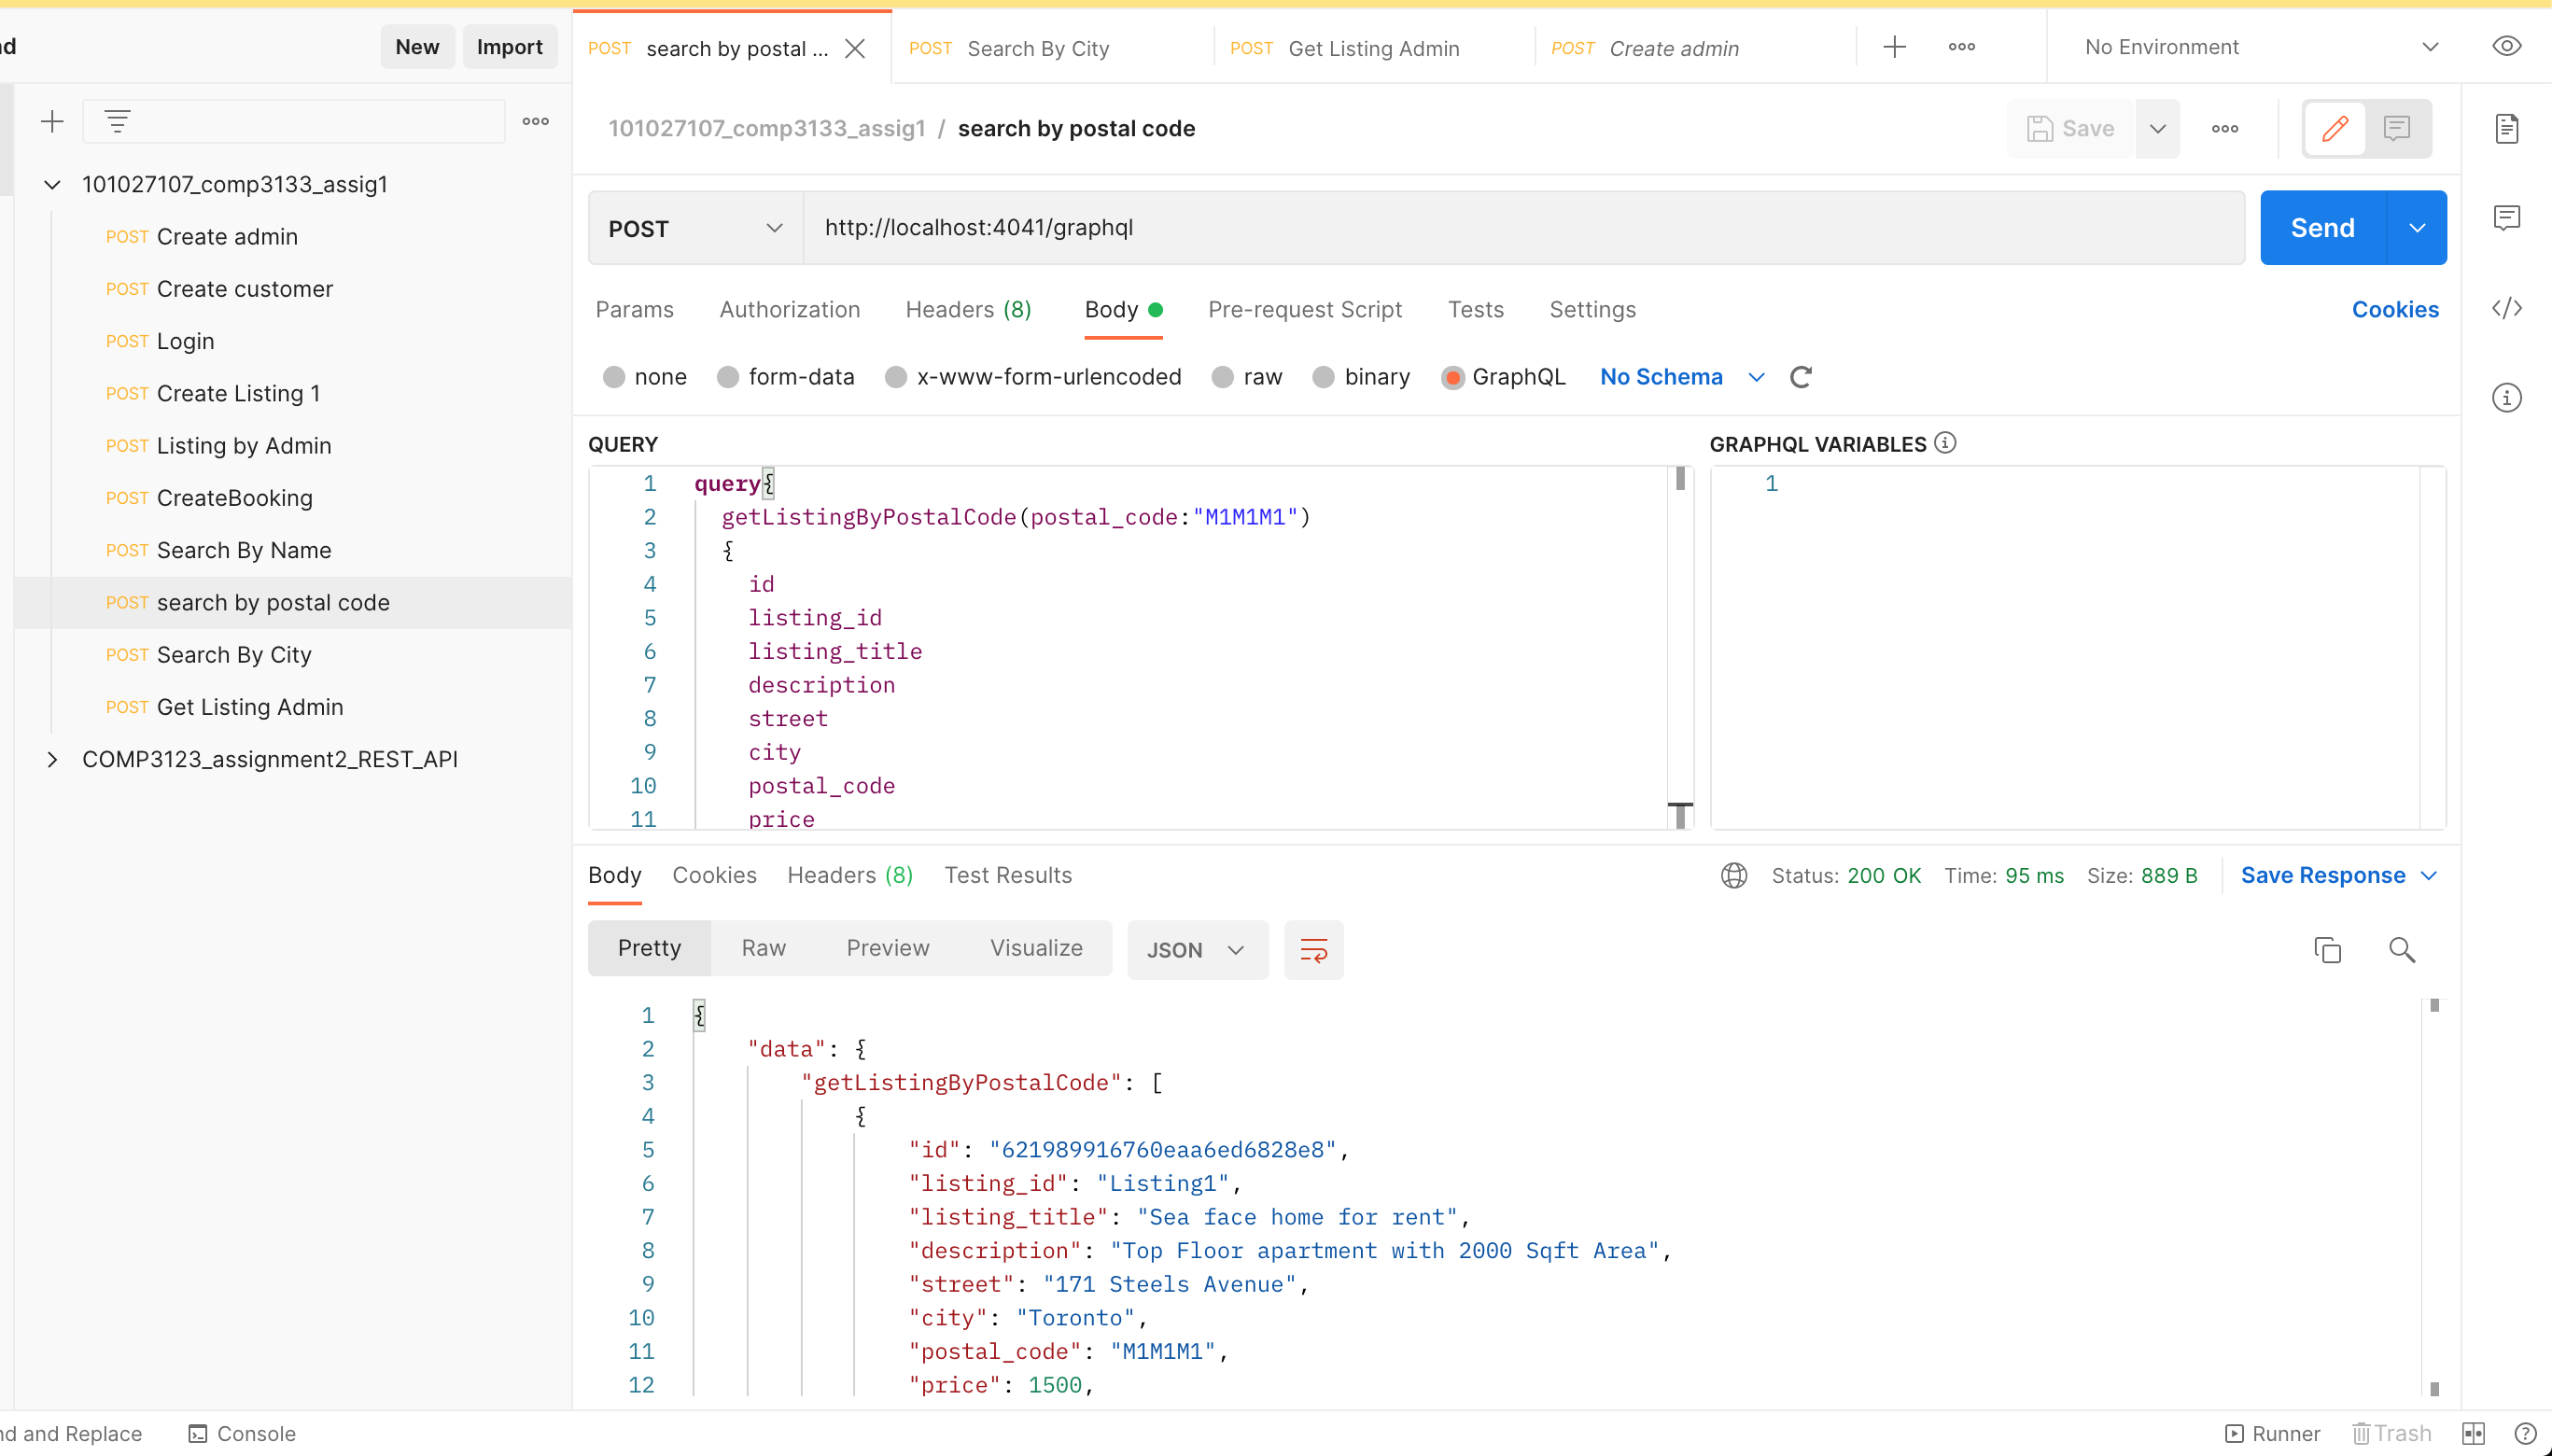 d
New
Import
POST search by postal ...
POST Search By City
POST Get Listing Admin
POST Create admin
No Environment
101027107_comp3133_assig1 / search by postal code
Save
101027107_comp3133_assig1
POST Create admin
POST Create customer
POST Login
POST Create Listing 1
POST Listing by Admin
POST CreateBooking
POST Search By Name
POST search by postal code
POST Search By City
POST Get Listing Admin
COMP3123_assignment2_REST_API
POST
http://localhost:4041/graphql
Send
Params Authorization Headers (8) Body Pre-request Script Tests Settings Cookies
none form-data x-www-form-urlencoded raw binary GraphQL No Schema
QUERY
1 query{
2 getListingByPostalCode(postal_code:"M1M1M1")
3 {
4 id
5 listing_id
6 listing_title
7 description
8 street
9 city
10 postal_code
11 price
GRAPHQL VARIABLES
1
Body Cookies Headers (8) Test Results
Status: 200 OK Time: 95 ms Size: 889 B Save Response
Pretty Raw Preview Visualize JSON
1 {
2 "data": {
3 "getListingByPostalCode": [
4 {
5 "id": "621989916760eaa6ed6828e8",
6 "listing_id": "Listing1",
7 "listing_title": "Sea face home for rent",
8 "description": "Top Floor apartment with 2000 Sqft Area",
9 "street": "171 Steels Avenue",
10 "city": "Toronto",
11 "postal_code": "M1M1M1",
12 "price": 1500,
nd and Replace
Console
Runner
Trash